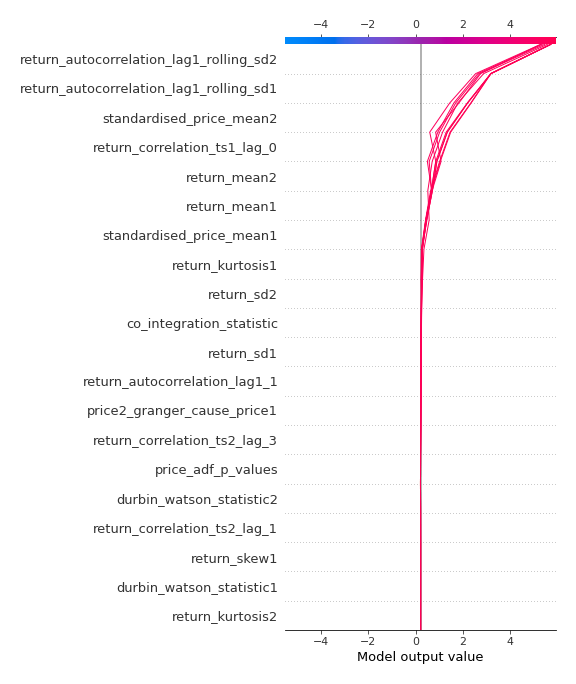 −4 −2 0 2 4
return_autocorrelation_lag1_rolling_sd2
return_autocorrelation_lag1_rolling_sd1
standardised_price_mean2
return_correlation_ts1_lag_0
return_mean2
return_mean1
standardised_price_mean1
return_kurtosis1
return_sd2
co_integration_statistic
return_sd1
return_autocorrelation_lag1_1
price2_granger_cause_price1
return_correlation_ts2_lag_3
price_adf_p_values
durbin_watson_statistic2
return_correlation_ts2_lag_1
return_skew1
durbin_watson_statistic1
return_kurtosis2
−4 −2 0 2 4
Model output value